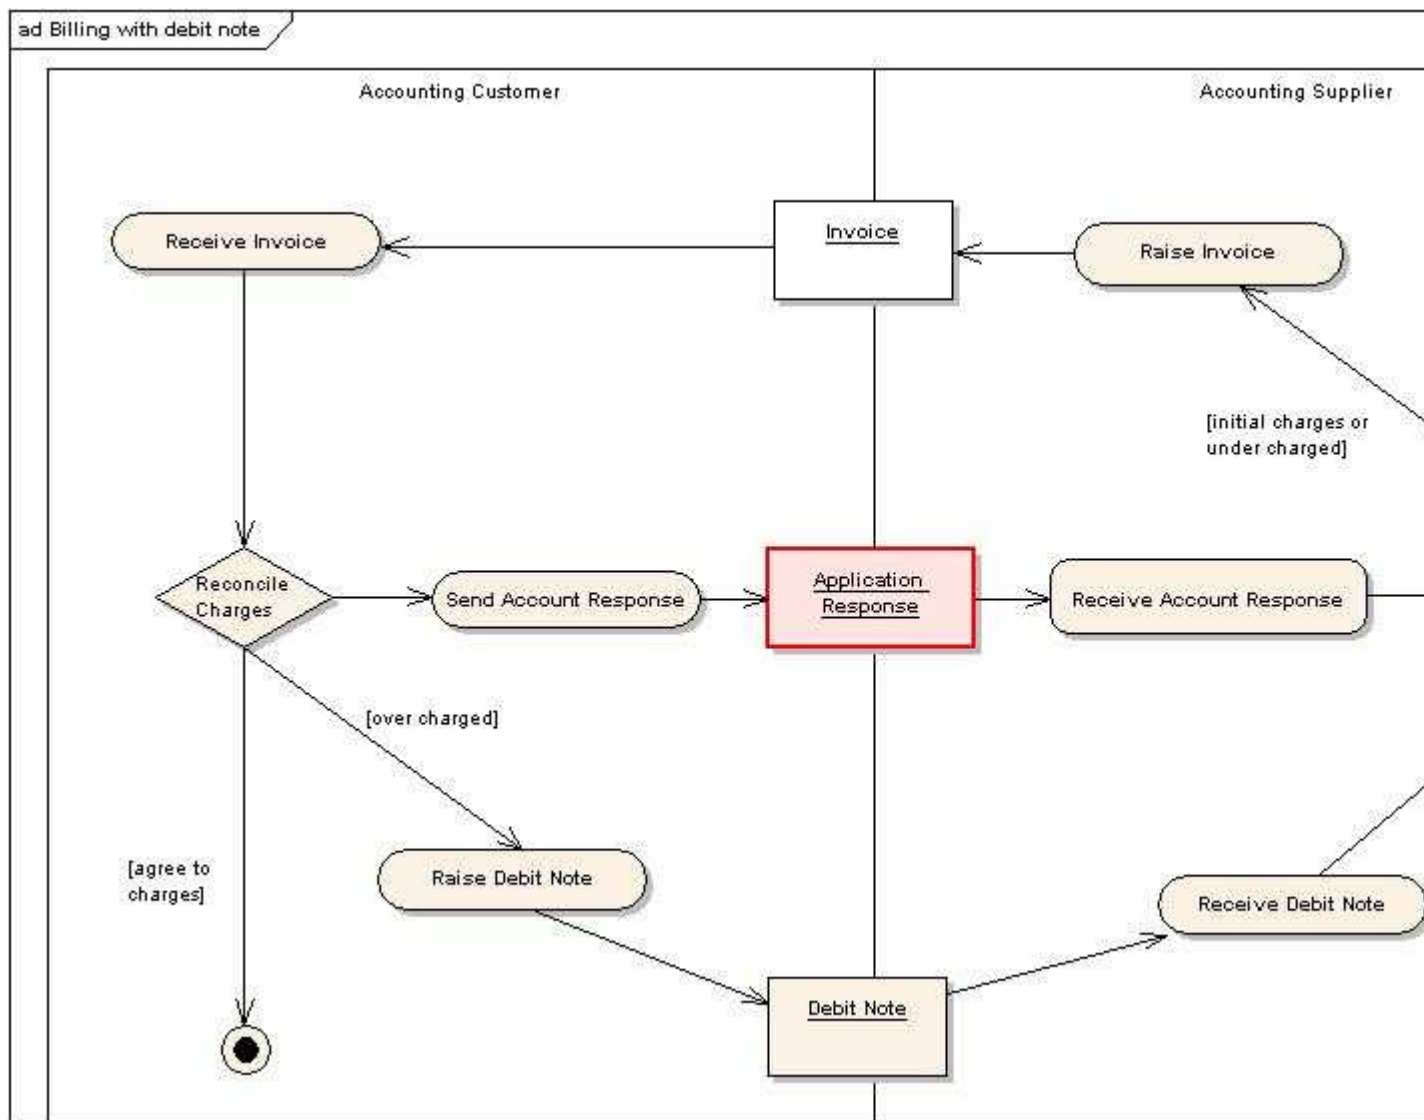 ad Billing with debit note
Accounting Customer
Accounting Supplier
Receive Invoice
Invoice
Raise Invoice
[initial charges or
under charged]
Reconcile
Charges
Send Account Response
Application
Response
Receive Account Response
[over charged]
[agree to
charges]
Raise Debit Note
Receive Debit Note
Debit Note